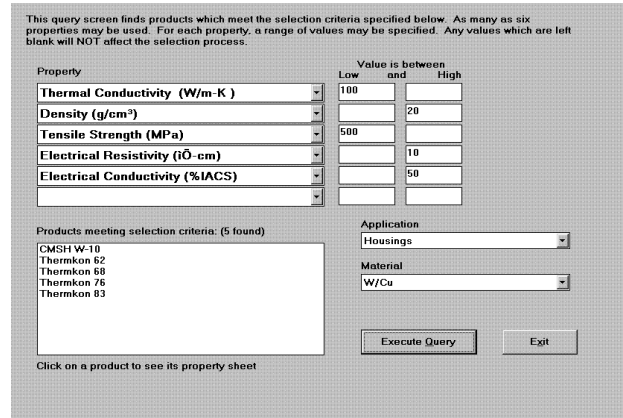 This query screen finds products which meet the selection criteria specified below. As many as six
properties may be used. For each property, a range of values may be specified. Any values which are left
blank will NOT affect the selection process.
Value is between
Property Low and High
Thermal Conductivity (W/m-K ) 100
Density (g/cm³) 20
Tensile Strength (MPa) 500
Electrical Resistivity (ìÕ-cm) 10
Electrical Conductivity (%IACS) 50
Products meeting selection criteria: (5 found)
CMSH W-10
Thermkon 62
Thermkon 68
Thermkon 76
Thermkon 83
Click on a product to see its property sheet
Application
Housings
Material
W/Cu
Execute Query Exit